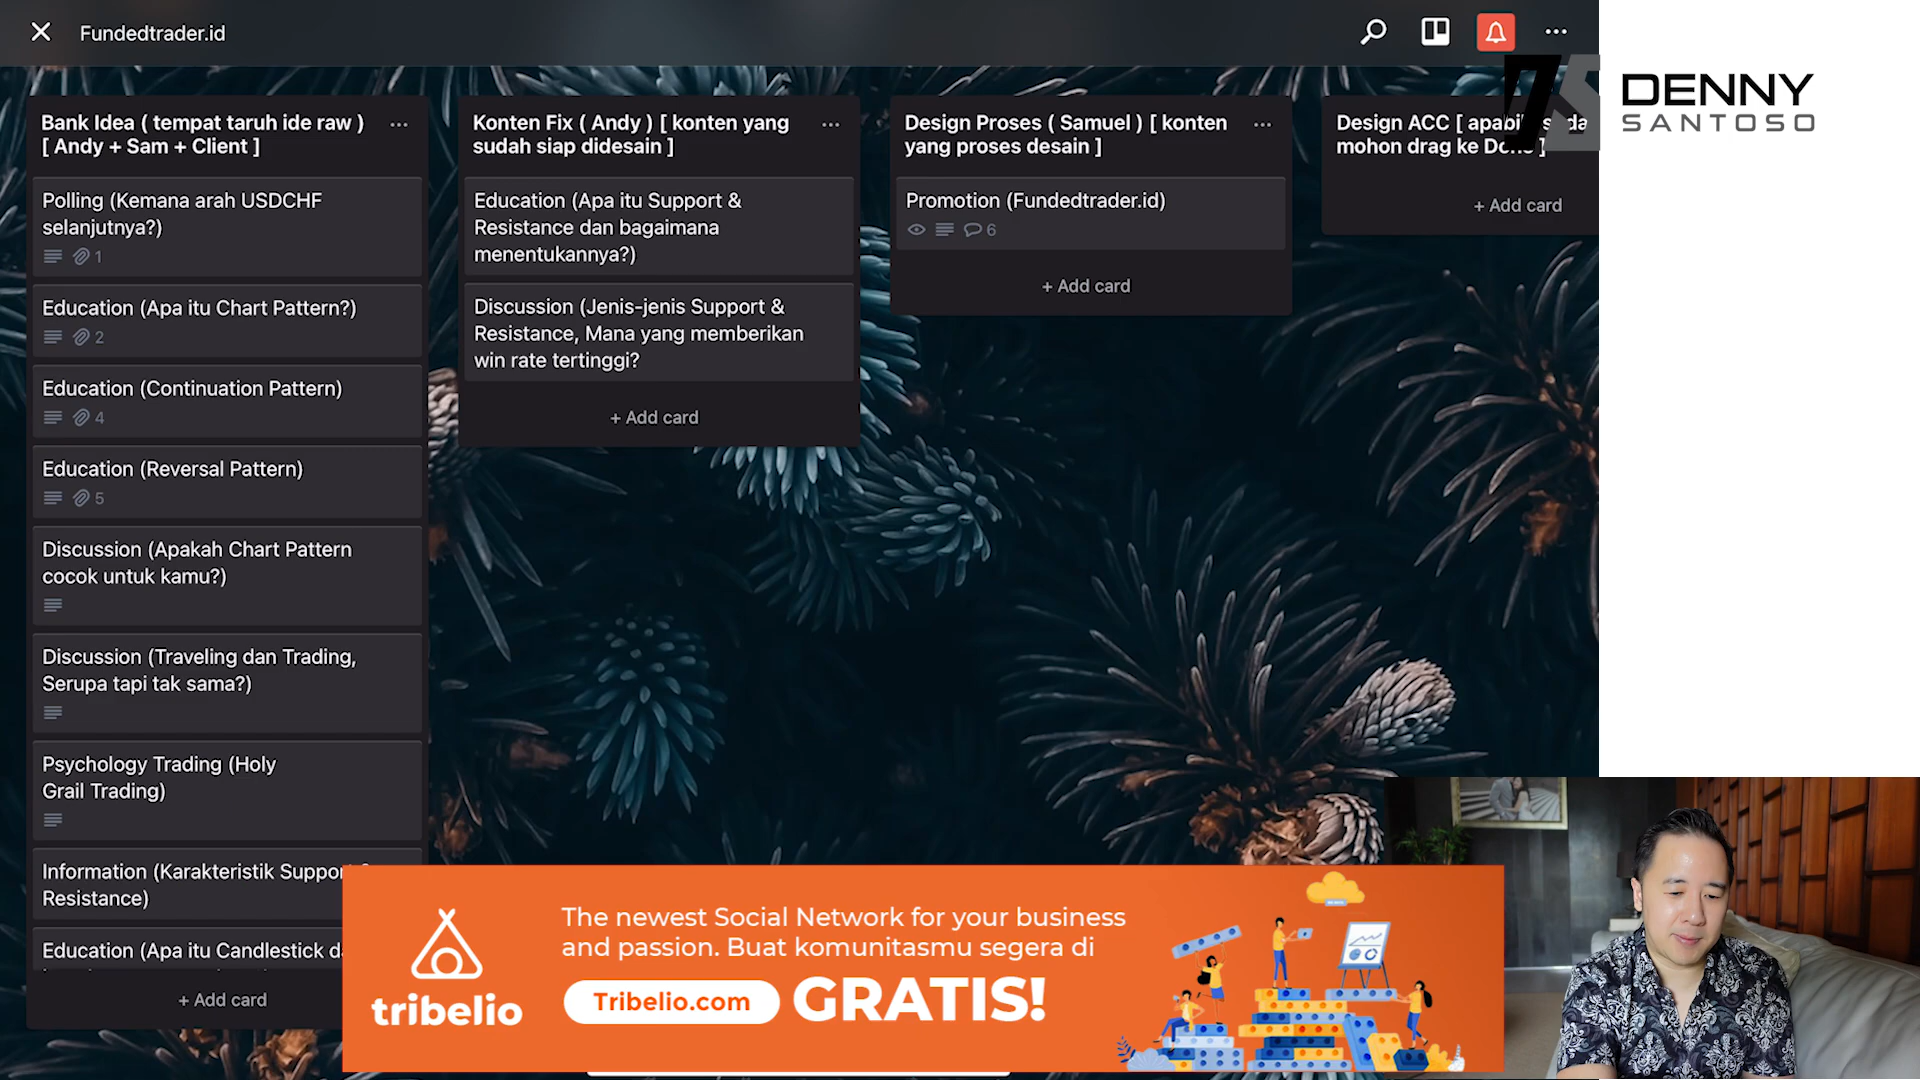 Fundedtrader.id
DENNY
SANTOSO
Bank Idea ( tempat taruh ide raw )
[ Andy + Sam + Client ]
Polling (Kemana arah USDCHF
selanjutnya?)
1
Education (Apa itu Chart Pattern?)
2
Education (Continuation Pattern)
4
Education (Reversal Pattern)
5
Discussion (Apakah Chart Pattern
cocok untuk kamu?)
Discussion (Traveling dan Trading,
Serupa tapi tak sama?)
Psychology Trading (Holy
Grail Trading)
Information (Karakteristik
Resistance)
Education (Apa itu Candlestick
+ Add card
Konten Fix ( Andy ) [ konten yang
sudah siap didesain ]
Education (Apa itu Support &
Resistance dan bagaimana
menentukannya?)
Discussion (Jenis-jenis Support &
Resistance, Mana yang memberikan
win rate tertinggi?
+ Add card
Design Proses ( Samuel ) [ konten
yang proses desain ]
Promotion (Fundedtrader.id)
6
+ Add card
Design ACC [
mohon drag ke
+ Add card
tribelio
The newest Social Network for your business
and passion. Buat komunitasmu segera di
Tribelio.com GRATIS!